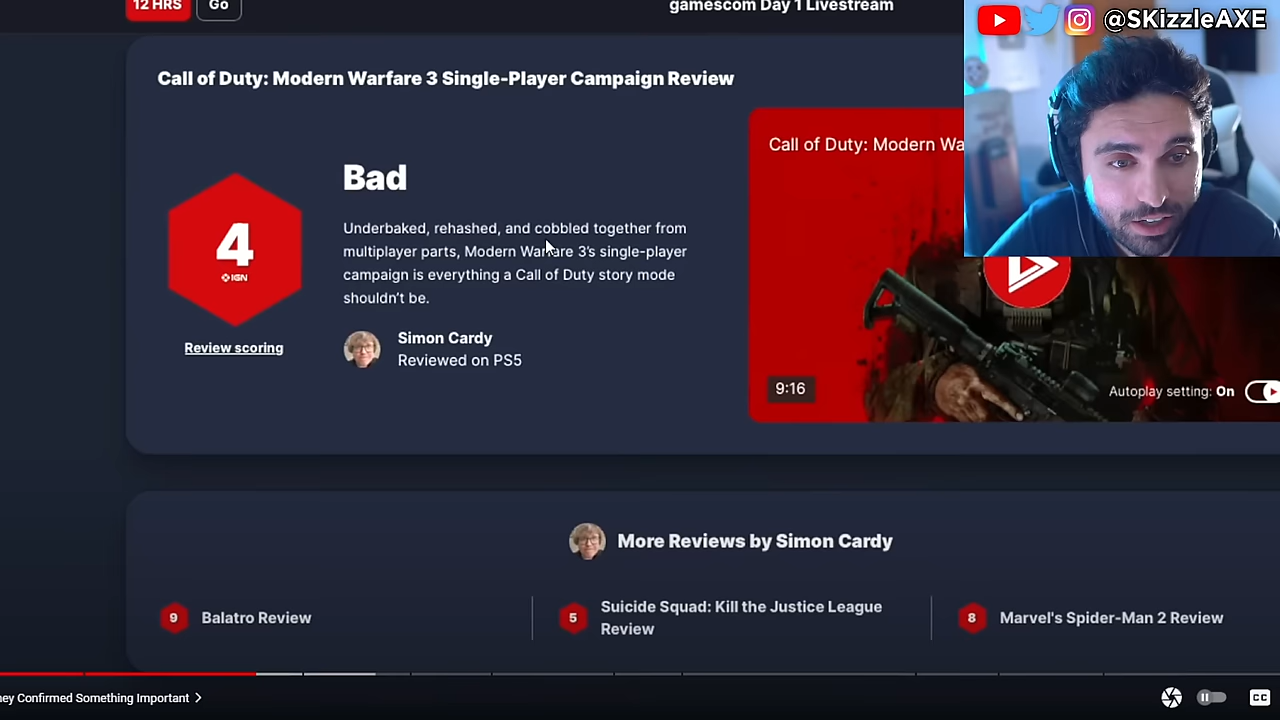 12 HRS
Go
gamescom Day 1 Livestream
@SKizzleAXE
Call of Duty: Modern Warfare 3 Single-Player Campaign Review
Call of Duty: Modern Wa
Bad
4
IGN
Underbaked, rehashed, and cobbled together from
multiplayer parts, Modern Warfare 3's single-player
campaign is everything a Call of Duty story mode
shouldn't be.
Review scoring
Simon Cardy
Reviewed on PS5
9:16
Autoplay setting: On
More Reviews by Simon Cardy
9
Balatro Review
5
Suicide Squad: Kill the Justice League
Review
8
Marvel's Spider-Man 2 Review
ney Confirmed Something Important
CC